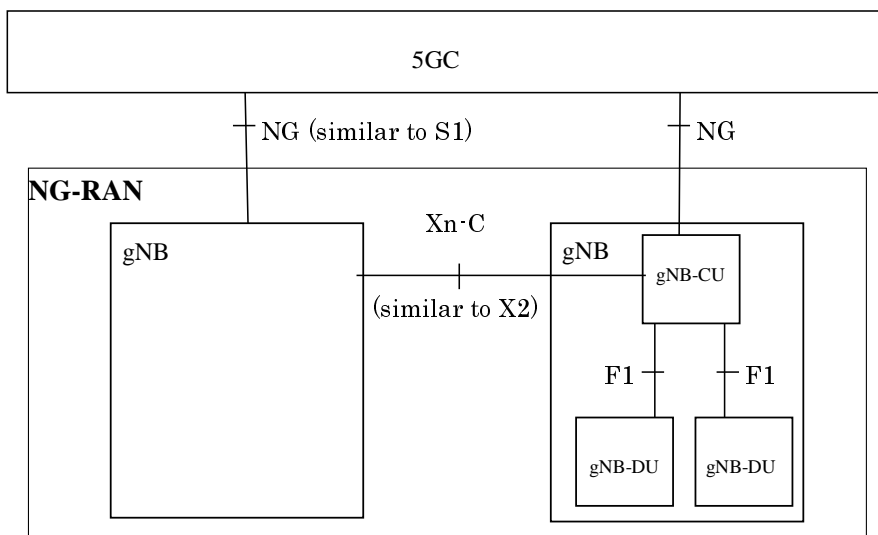 5GC
NG (similar to S1)
NG
NG-RAN
gNB
Xn-C
(similar to X2)
gNB
gNB-CU
F1
F1
gNB-DU
gNB-DU